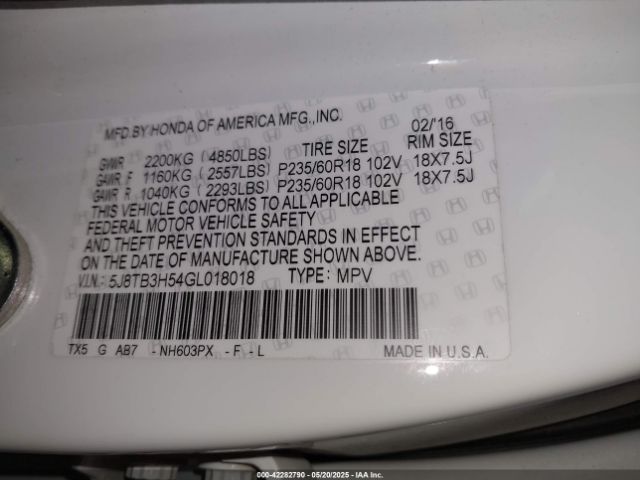 MFD. BY HONDA OF AMERICA MFG., INC. 02/'16
TIRE SIZE RIM SIZE
GVWR 2200KG (4850LBS)
GAWR F 1160KG (2557LBS) P235/60R18 102V 18X7.5J
GAWR R 1040KG (2293LBS) P235/60R18 102V 18X7.5J
THIS VEHICLE CONFORMS TO ALL APPLICABLE
FEDERAL MOTOR VEHICLE SAFETY
AND THEFT PREVENTION STANDARDS IN EFFECT
ON THE DATE OF MANUFACTURE SHOWN ABOVE.
V.I.N.: 5J8TB3H54GL018018 TYPE: MPV
TX5 G AB7 -NH603PX -F -L MADE IN U.S.A.
000-42282790 - 05/20/2025 - IAA Inc.